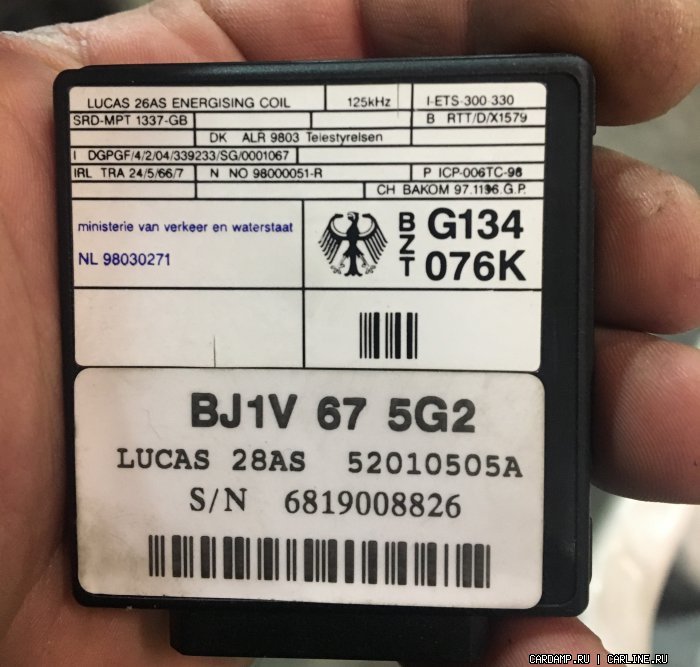 LUCAS 26AS ENERGISING COIL 125kHz I-ETS-300-330
SRD-MPT 1337-GB B RTT/D/X1579
DK ALR 9803 Telestyrelsen
I DGPGF/4/2/04/339233/SG/0001067
IRL TRA 24/5/66/7 N NO 98000051-R P ICP-006TC-98
CH BAKOM 97.1196.G.P.
ministerie van verkeer en waterstaat
NL 98030271
BZT G134
076K
BJ1V 67 5G2
LUCAS 28AS 52010505A
S/N 6819008826
CARDAMP.RU | CARLINE.RU